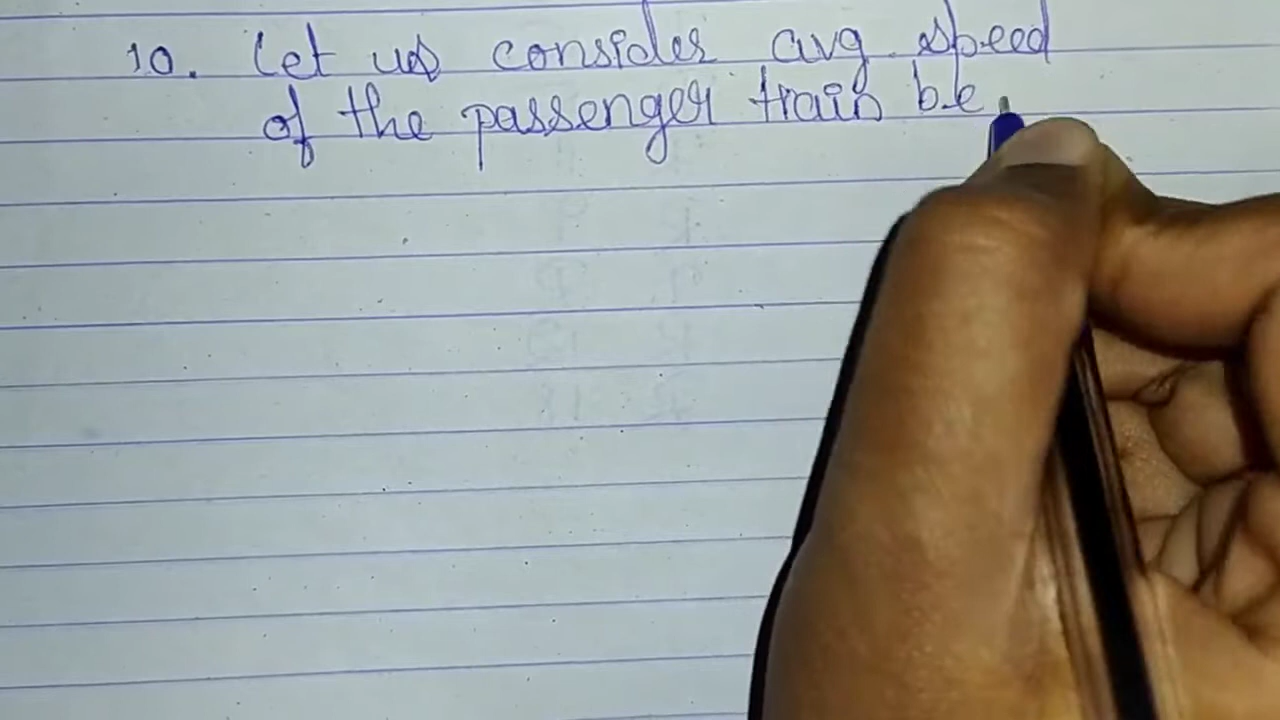 10. Let us consider avg. speed
of the passenger train be